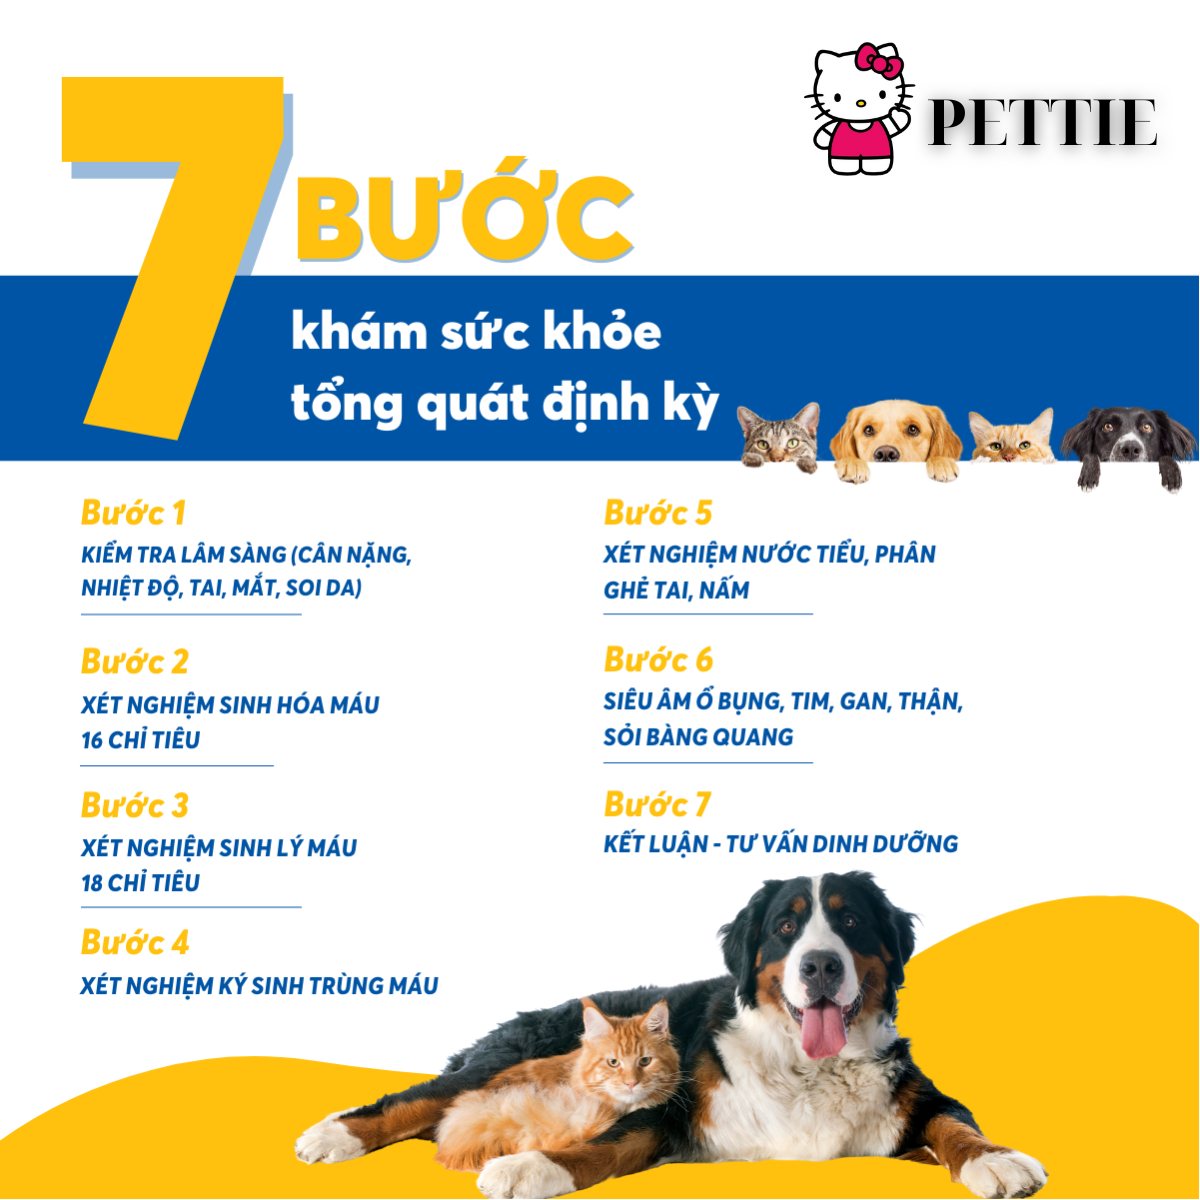 PETTIE
7 BƯỚC
khám sức khỏe
tổng quát định kỳ
Bước 1
KIỂM TRA LÂM SÀNG (CÂN NẶNG,
NHIỆT ĐỘ, TAI, MẮT, SOI DA)
Bước 2
XÉT NGHIỆM SINH HÓA MÁU
16 CHỈ TIÊU
Bước 3
XÉT NGHIỆM SINH LÝ MÁU
18 CHỈ TIÊU
Bước 4
XÉT NGHIỆM KÝ SINH TRÙNG MÁU
Bước 5
XÉT NGHIỆM NƯỚC TIỂU, PHÂN
GHẺ TAI, NẤM
Bước 6
SIÊU ÂM Ổ BỤNG, TIM, GAN, THẬN,
SỎI BÀNG QUANG
Bước 7
KẾT LUẬN - TƯ VẤN DINH DƯỠNG